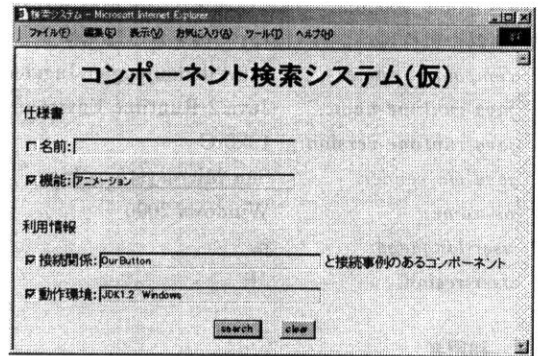 検索システム - Microsoft Internet Explorer
ファイル(F) 編集(E) 表示(V) お気に入り(A) ツール(T) ヘルプ(H)
コンポーネント検索システム(仮)
仕様書
名前:
機能: アニメーション
利用情報
接続関係: OurButton と接続事例のあるコンポーネント
動作環境: JDK1.2 Windows
search clear